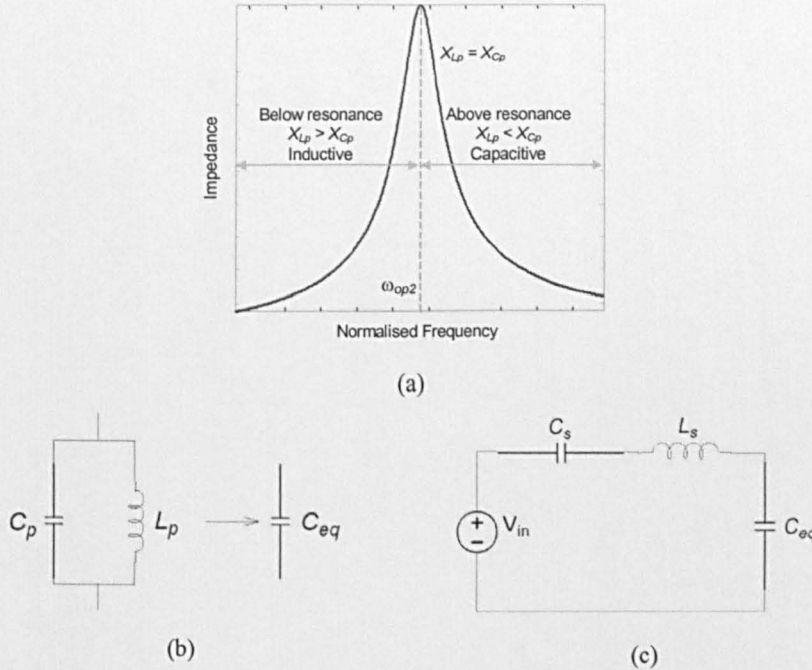 X_Lp = X_Cp
Below resonance
X_Lp > X_Cp
Inductive
Above resonance
X_Lp < X_Cp
Capacitive
Impedance
ω_op2
Normalised Frequency
(a)
C_p
L_p
C_eq
(b)
C_s
L_s
V_in
+
−
C_eq
(c)